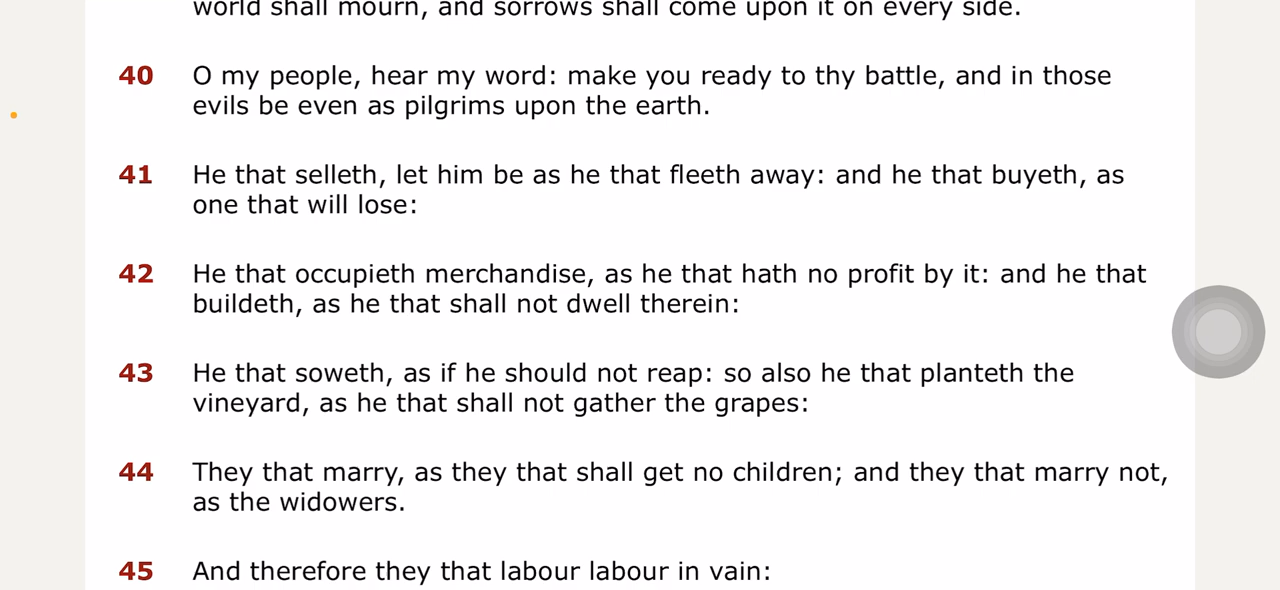 world shall mourn, and sorrows shall come upon it on every side.
40 O my people, hear my word: make you ready to thy battle, and in those
evils be even as pilgrims upon the earth.
41 He that selleth, let him be as he that fleeth away: and he that buyeth, as
one that will lose:
42 He that occupieth merchandise, as he that hath no profit by it: and he that
buildeth, as he that shall not dwell therein:
43 He that soweth, as if he should not reap: so also he that planteth the
vineyard, as he that shall not gather the grapes:
44 They that marry, as they that shall get no children; and they that marry not,
as the widowers.
45 And therefore they that labour labour in vain: